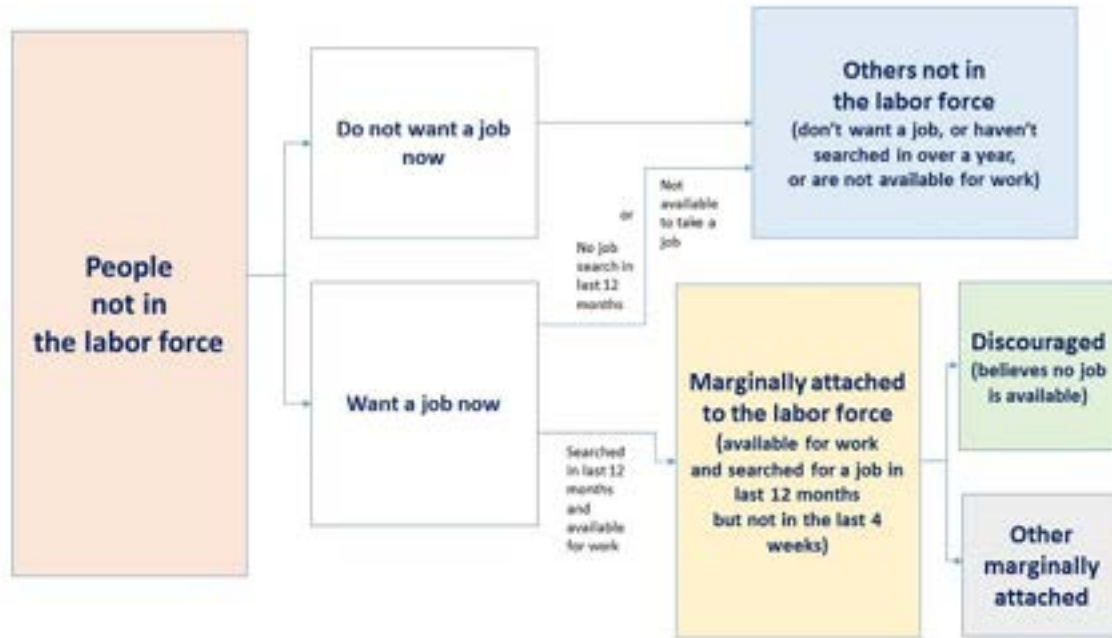 People
not in
the labor force
Do not want a job
now
Want a job now
or
No job
search in
last 12
months
Not
available
to take a
job
Searched
in last 12
months
and
available
for work
Others not in
the labor force
(don't want a job, or haven't
searched in over a year,
or are not available for work)
Marginally attached
to the labor force
(available for work
and searched for a job in
last 12 months
but not in the last 4
weeks)
Discouraged
(believes no job
is available)
Other
marginally
attached